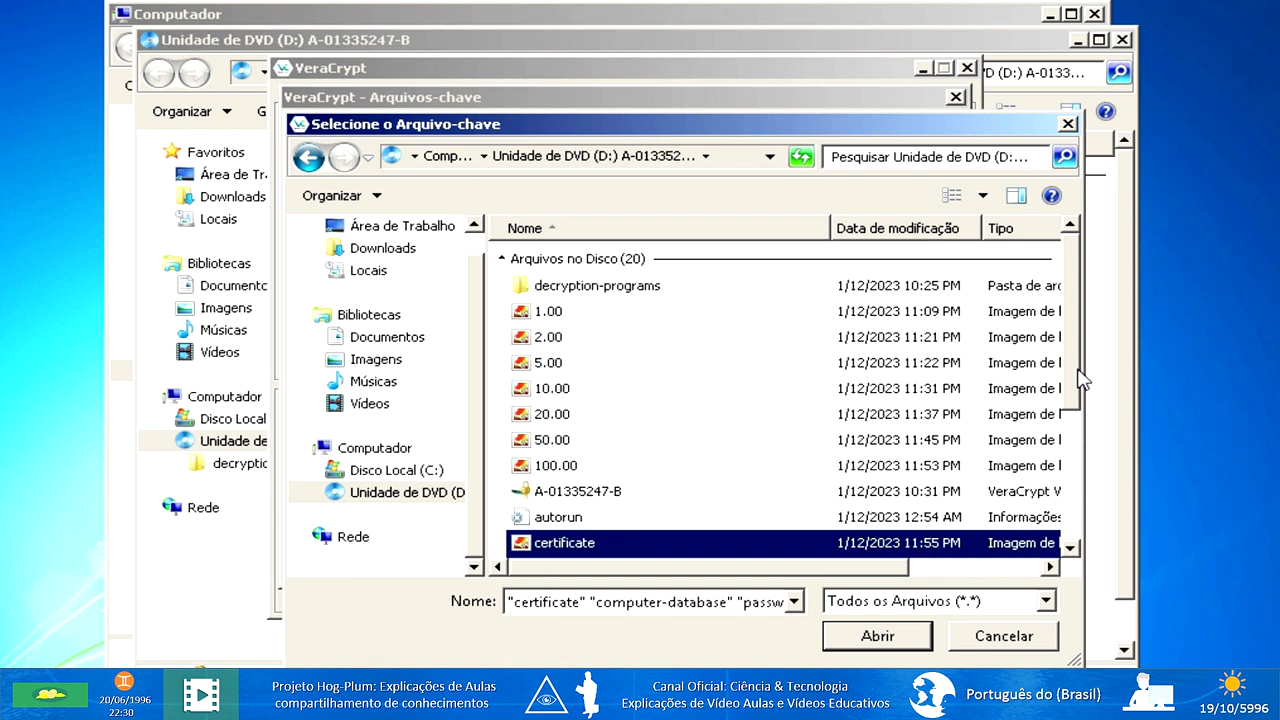 Computador
Unidade de DVD (D:) A-01335247-B
VeraCrypt
D (D:) A-0133...
VeraCrypt - Arquivos-chave
Organizar
Selecione o Arquivo-chave
Comp...
Unidade de DVD (D:) A-013352...
Pesquisar Unidade de DVD (D:...
Organizar
Favoritos
Área de Tr
Downloads
Locais
Bibliotecas
Documento
Imagens
Músicas
Vídeos
Computador
Disco Local
Unidade de
decryptic
Rede
Área de Trabalho
Downloads
Locais
Bibliotecas
Documentos
Imagens
Músicas
Vídeos
Computador
Disco Local (C:)
Unidade de DVD (D
Rede
Nome Data de modificação Tipo
Arquivos no Disco (20)
decryption-programs 1/12/2023 10:25 PM Pasta de arc
1.00 1/12/2023 11:09 PM Imagem de
2.00 1/12/2023 11:21 PM Imagem de
5.00 1/12/2023 11:22 PM Imagem de
10.00 1/12/2023 11:31 PM Imagem de
20.00 1/12/2023 11:37 PM Imagem de
50.00 1/12/2023 11:45 PM Imagem de
100.00 1/12/2023 11:53 PM Imagem de
A-01335247-B 1/12/2023 10:31 PM VeraCrypt V
autorun 1/12/2023 12:54 AM Informações
certificate 1/12/2023 11:55 PM Imagem de
Nome: "certificate" "computer-database" "passw
Todos os Arquivos (*.*)
Abrir
Cancelar
20/06/1996
22:30
Projeto Hog-Plum: Explicações de Aulas
compartilhamento de conhecimentos
Canal Oficial: Ciência & Tecnologia
Explicações de Vídeo Aulas e Vídeos Educativos
Português do (Brasil)
19/10/5996